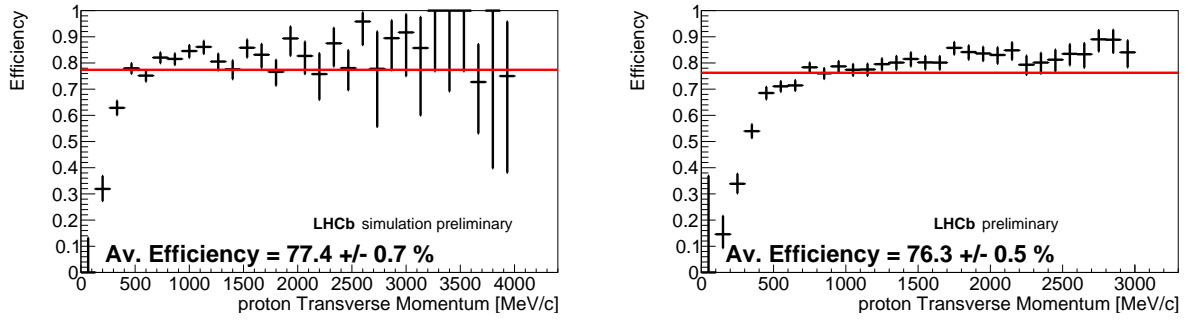 Efficiency
1
0.9
0.8
0.7
0.6
0.5
0.4
0.3
0.2
0.1
0
LHCb simulation preliminary
Av. Efficiency = 77.4 +/- 0.7 %
0 500 1000 1500 2000 2500 3000 3500 4000
proton Transverse Momentum [MeV/c]
Efficiency
1
0.9
0.8
0.7
0.6
0.5
0.4
0.3
0.2
0.1
0
LHCb preliminary
Av. Efficiency = 76.3 +/- 0.5 %
0 500 1000 1500 2000 2500 3000
proton Transverse Momentum [MeV/c]